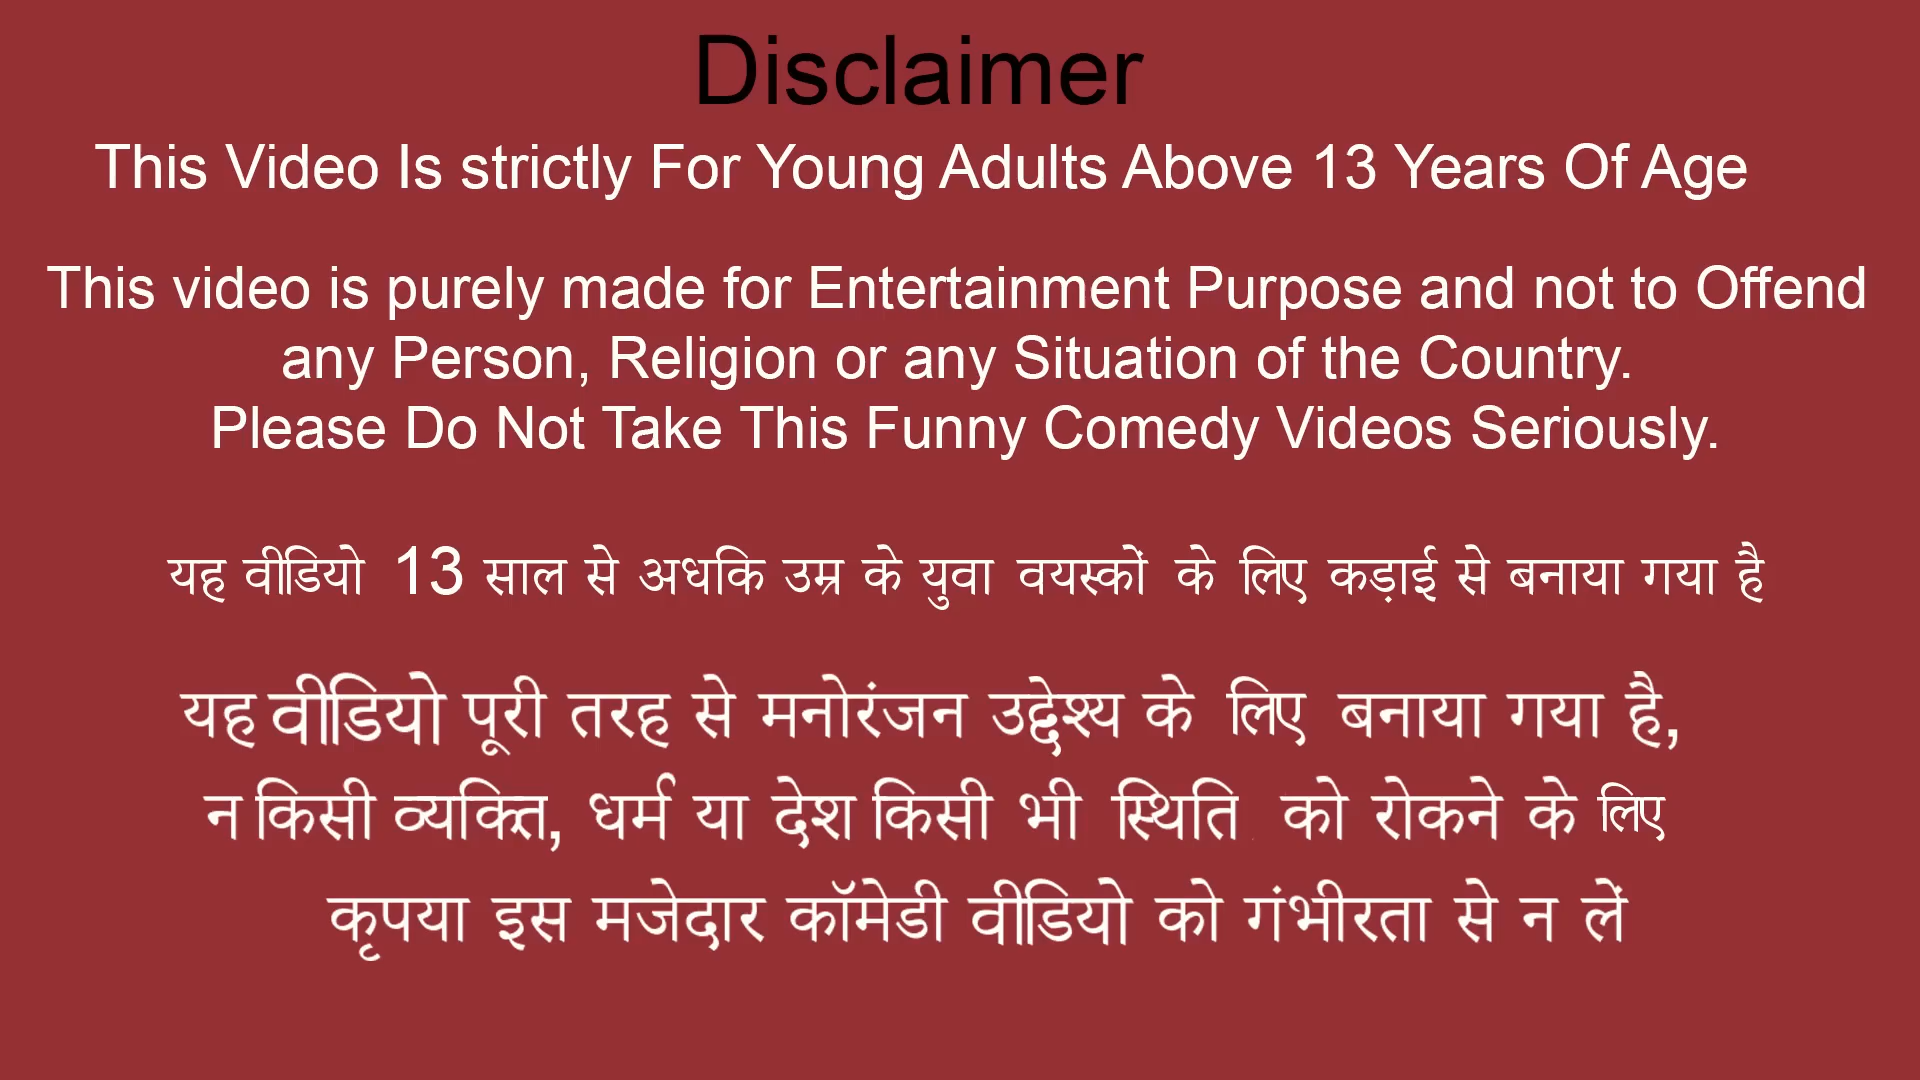 Disclaimer
This Video Is strictly For Young Adults Above 13 Years Of Age
This video is purely made for Entertainment Purpose and not to Offend
any Person, Religion or any Situation of the Country.
Please Do Not Take This Funny Comedy Videos Seriously.
यह वीडियो 13 साल से अधकि उम्र के युवा वयस्कों के लिए कड़ाई से बनाया गया है
यह वीडियो पूरी तरह से मनोरंजन उद्देश्य के लिए बनाया गया है,
न किसी व्यक्ति, धर्म या देश किसी भी स्थिति को रोकने के लिए
कृपया इस मजेदार कॉमेडी वीडियो को गंभीरता से न लें